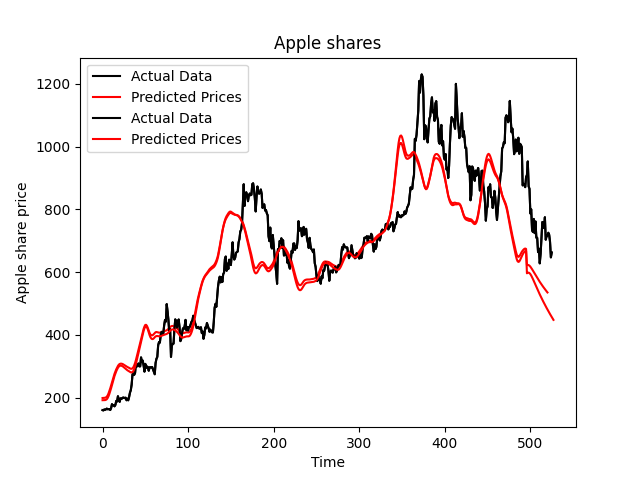 Apple shares
Actual Data
Predicted Prices
Actual Data
Predicted Prices
1200
1000
800
600
400
200
Apple share price
0 100 200 300 400 500
Time